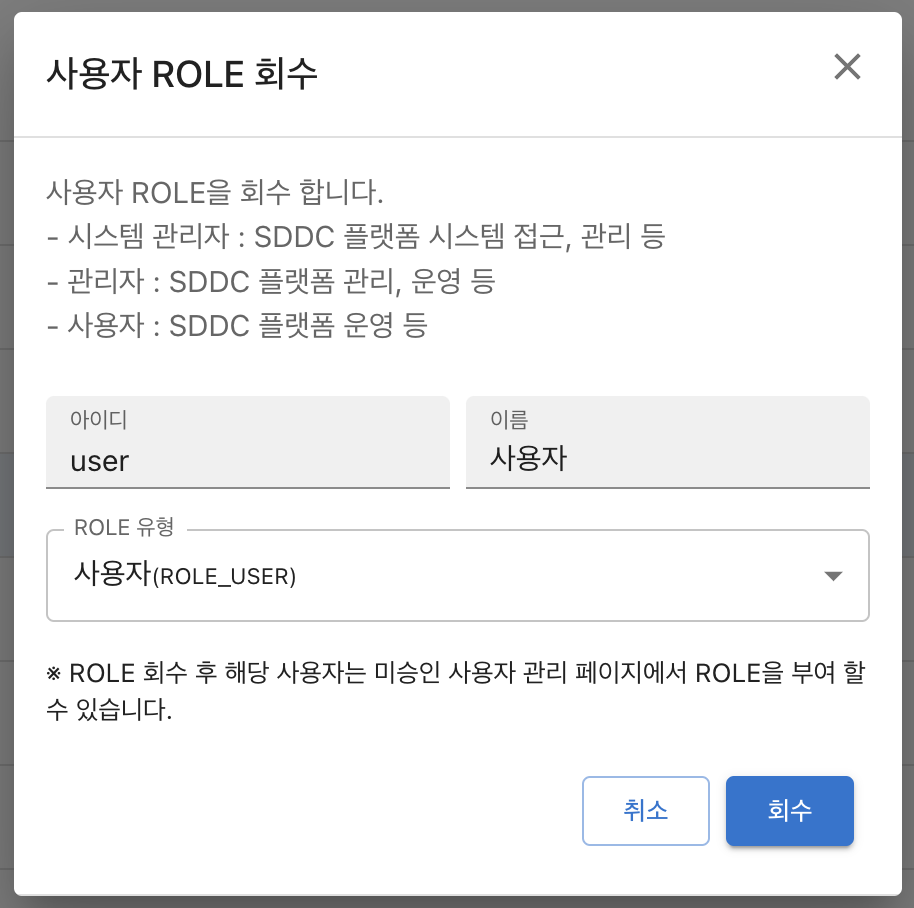 사용자 ROLE 회수
사용자 ROLE을 회수 합니다.
- 시스템 관리자 : SDDC 플랫폼 시스템 접근, 관리 등
- 관리자 : SDDC 플랫폼 관리, 운영 등
- 사용자 : SDDC 플랫폼 운영 등
아이디
user
이름
사용자
ROLE 유형
사용자(ROLE_USER)
※ ROLE 회수 후 해당 사용자는 미승인 사용자 관리 페이지에서 ROLE을 부여 할
수 있습니다.
취소
회수